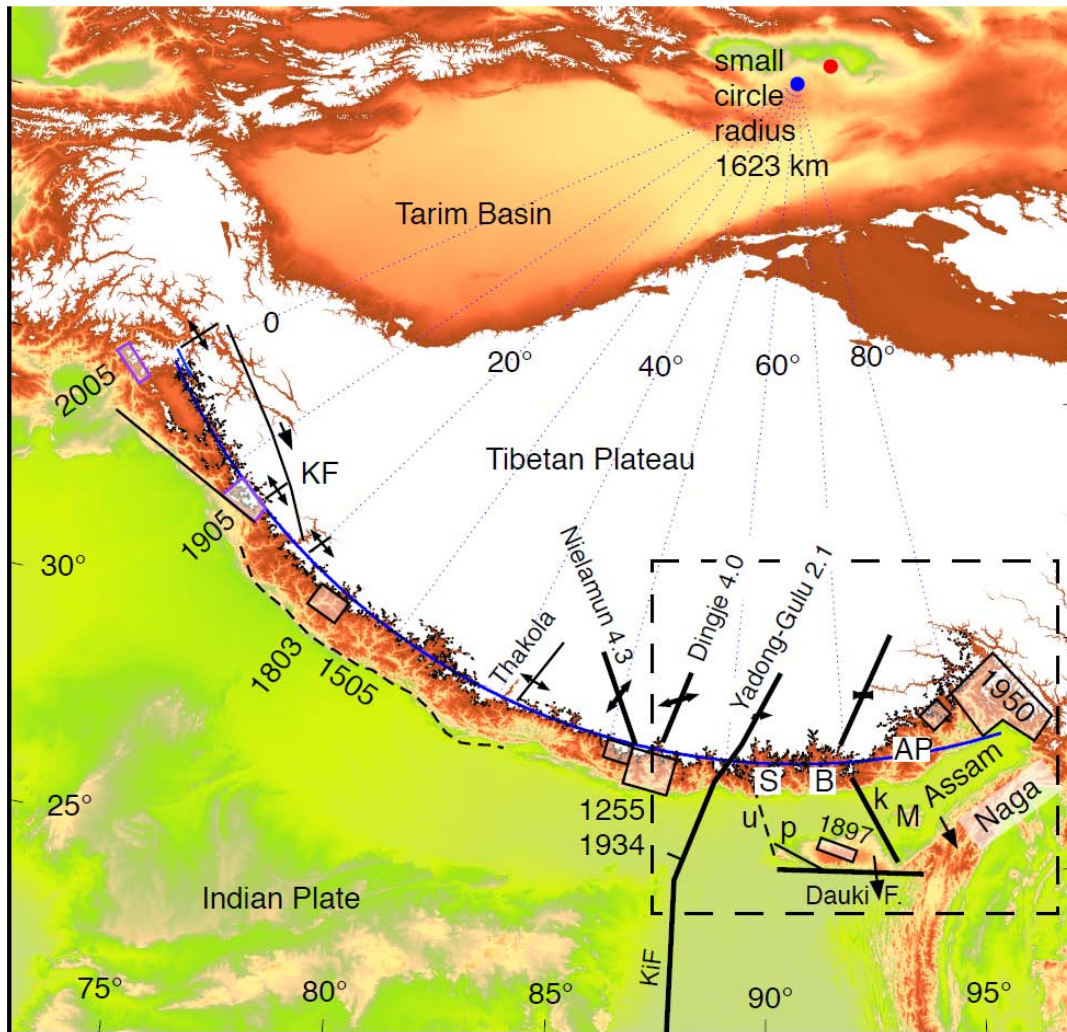 small
circle
radius
1623 km
Tarim Basin
0
20°
40°
60°
80°
2005
KF
Tibetan Plateau
1905
30°
Nielamun 4.3
Dingje 4.0
Yadong-Gulu 2.1
Thakola
1803
1505
1950
AP
S
B
25°
1255
1934
u
p
1897
k
M
Assam
Naga
Indian Plate
Dauki F.
KiF
75°
80°
85°
90°
95°